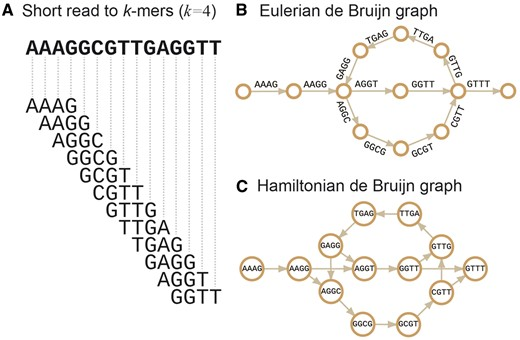 A Short read to k-mers (k=4)
AAAGGCGTTGAGGTT
AAAG
AAGG
AGGC
GGCG
GCGT
CGTT
GTTG
TTGA
TGAG
GAGG
AGGT
GGTT
B Eulerian de Bruijn graph
TGAG TTGA
GAGG GTTG
AAAG AAGG AGGT GGTT GTTT
AGGC CGTT
GGCG GCGT
C Hamiltonian de Bruijn graph
TGAG TTGA
GAGG GTTG
AAAG AAGG AGGT GGTT GTTT
AGGC CGTT
GGCG GCGT